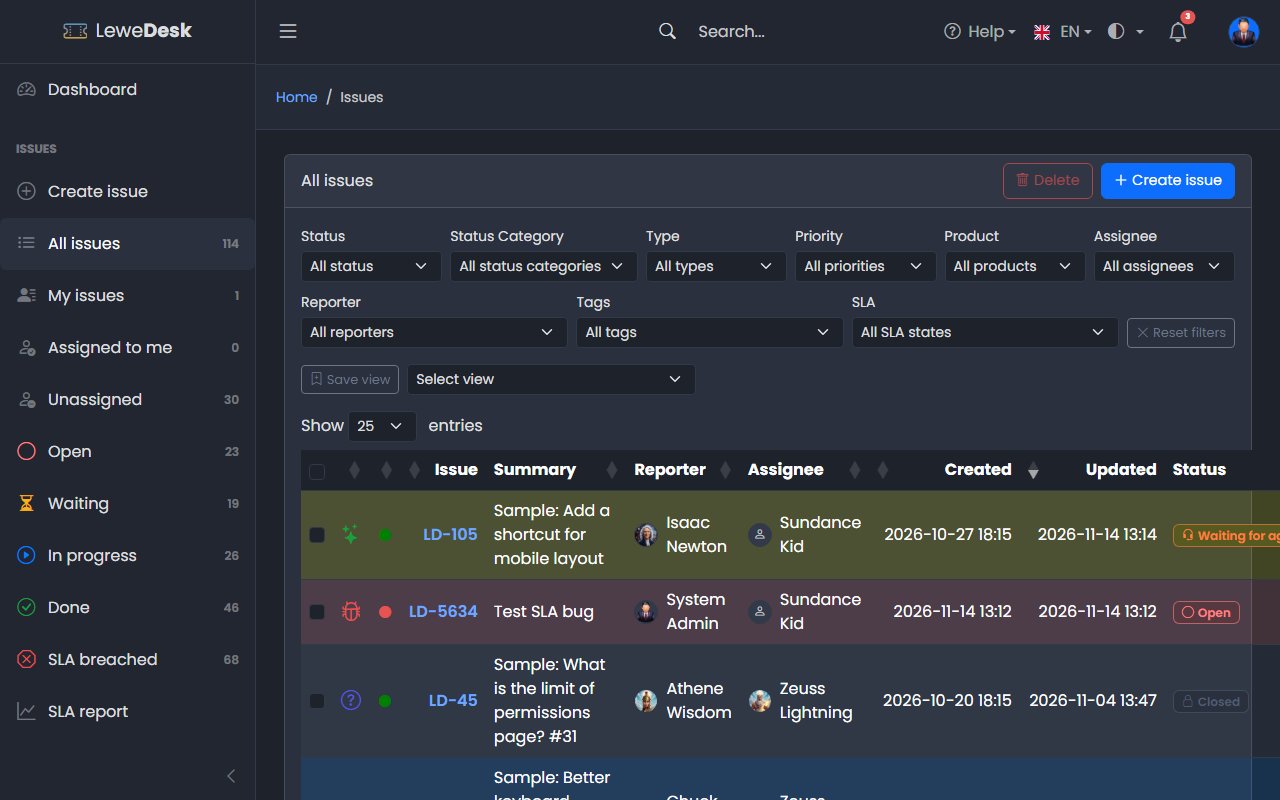 LeweDesk
Search...
Help
EN
3
Dashboard
Home / Issues
ISSUES
Create issue
All issues 114
My issues 1
Assigned to me 0
Unassigned 30
Open 23
Waiting 19
In progress 26
Done 46
SLA breached 68
SLA report
All issues
Delete
Create issue
Status
Status Category
Type
Priority
Product
Assignee
All status
All status categories
All types
All priorities
All products
All assignees
Reporter
Tags
SLA
All reporters
All tags
All SLA states
Reset filters
Save view
Select view
Show 25 entries
Issue Summary Reporter Assignee Created Updated Status
LD-105
Sample: Add a
shortcut for
mobile layout
Isaac
Newton
Sundance
Kid
2026-10-27 18:15
2026-11-14 13:14
Waiting for ag
LD-5634
Test SLA bug
System
Admin
Sundance
Kid
2026-11-14 13:12
2026-11-14 13:12
Open
LD-45
Sample: What
is the limit of
permissions
page? #31
Athene
Wisdom
Zeuss
Lightning
2026-10-20 18:15
2026-11-04 13:47
Closed
Sample: Better
keyboard
Chuck
Zeuss